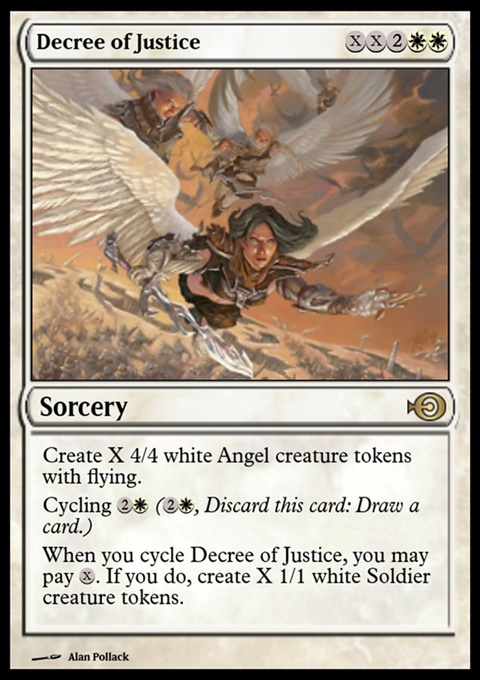 Decree of Justice XX2
Sorcery
Create X 4/4 white Angel creature tokens
with flying.
Cycling 2 (2, Discard this card: Draw a
card.)
When you cycle Decree of Justice, you may
pay X. If you do, create X 1/1 white Soldier
creature tokens.
Alan Pollack